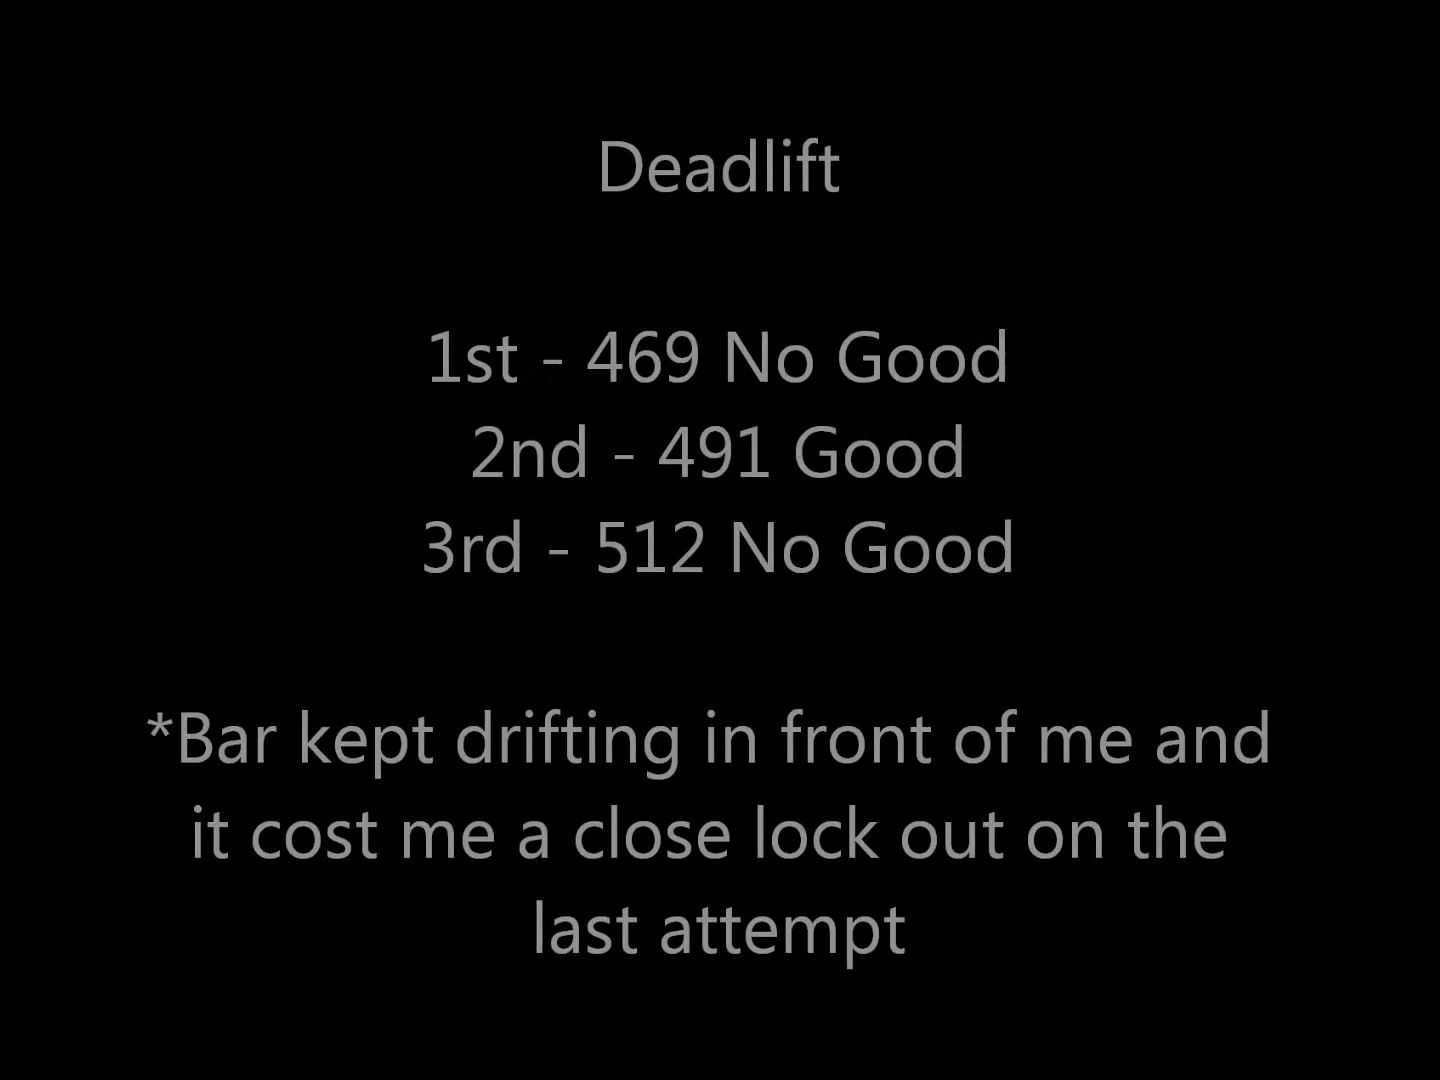 Deadlift
1st - 469 No Good
2nd - 491 Good
3rd - 512 No Good
*Bar kept drifting in front of me and
it cost me a close lock out on the
last attempt